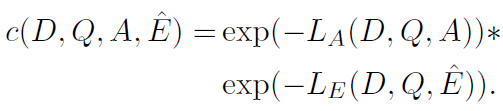 c(D, Q, A, Ê) = exp(−L_A(D, Q, A))∗
exp(−L_E(D, Q, Ê)).